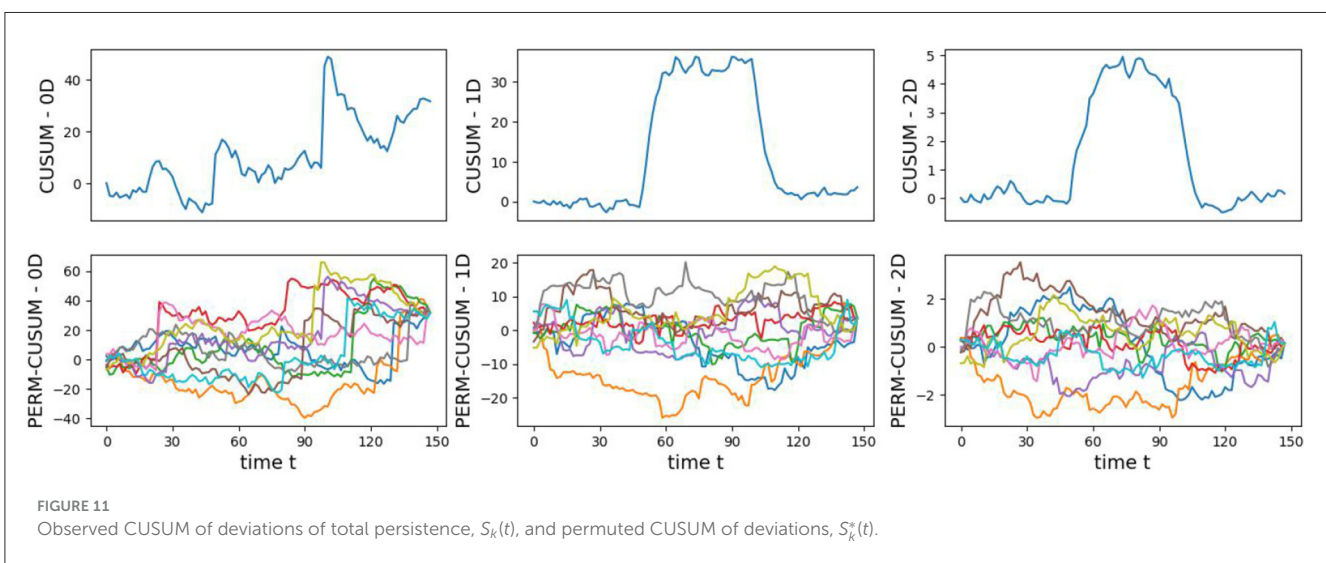 CUSUM - 0D
40
20
0
CUSUM - 1D
30
20
10
0
CUSUM - 2D
5
4
3
2
1
0
PERM-CUSUM - 0D
60
40
20
0
−20
−40
0 30 60 90 120 150
time t
PERM-CUSUM - 1D
20
10
0
−10
−20
0 30 60 90 120 150
time t
PERM-CUSUM - 2D
2
0
−2
0 30 60 90 120 150
time t
FIGURE 11
Observed CUSUM of deviations of total persistence, Sₖ(t), and permuted CUSUM of deviations, S*ₖ(t).